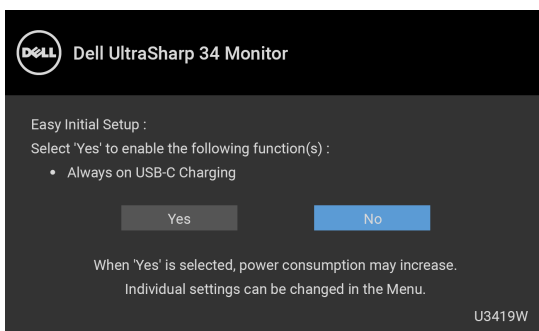 DELL Dell UltraSharp 34 Monitor
Easy Initial Setup :
Select 'Yes' to enable the following function(s) :
• Always on USB-C Charging
Yes No
When 'Yes' is selected, power consumption may increase.
Individual settings can be changed in the Menu.
U3419W